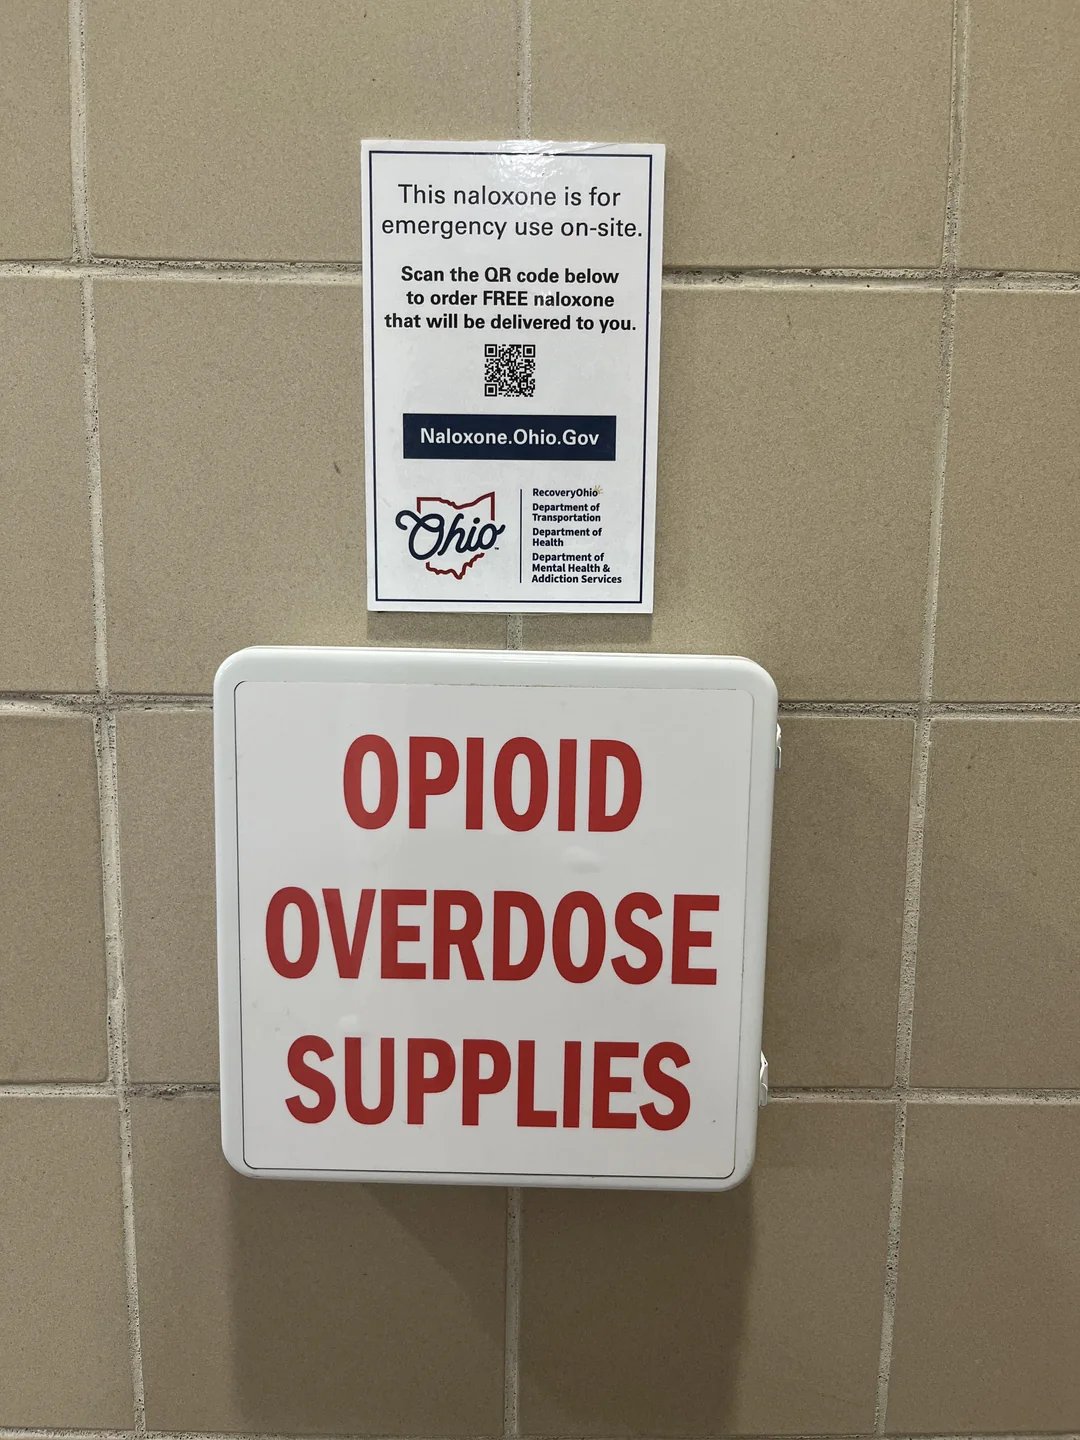 This naloxone is for
emergency use on-site.
Scan the QR code below
to order FREE naloxone
that will be delivered to you.
Naloxone.Ohio.Gov
Ohio™
RecoveryOhio
Department of
Transportation
Department of
Health
Department of
Mental Health &
Addiction Services
OPIOID
OVERDOSE
SUPPLIES